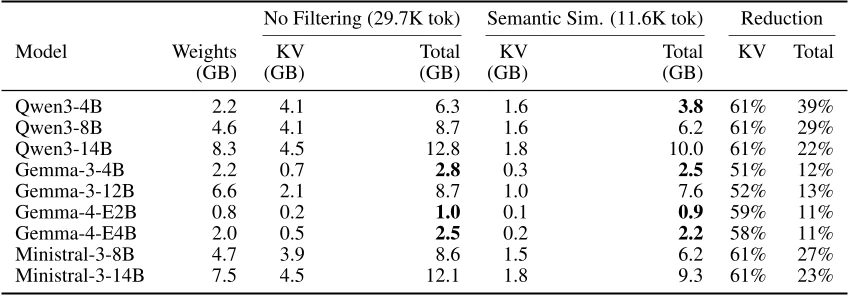 No Filtering (29.7K tok) Semantic Sim. (11.6K tok) Reduction
Model Weights KV Total KV Total KV Total
(GB) (GB) (GB) (GB) (GB)
Qwen3-4B 2.2 4.1 6.3 1.6 3.8 61% 39%
Qwen3-8B 4.6 4.1 8.7 1.6 6.2 61% 29%
Qwen3-14B 8.3 4.5 12.8 1.8 10.0 61% 22%
Gemma-3-4B 2.2 0.7 2.8 0.3 2.5 51% 12%
Gemma-3-12B 6.6 2.1 8.7 1.0 7.6 52% 13%
Gemma-4-E2B 0.8 0.2 1.0 0.1 0.9 59% 11%
Gemma-4-E4B 2.0 0.5 2.5 0.2 2.2 58% 11%
Ministral-3-8B 4.7 3.9 8.6 1.5 6.2 61% 27%
Ministral-3-14B 7.5 4.5 12.1 1.8 9.3 61% 23%